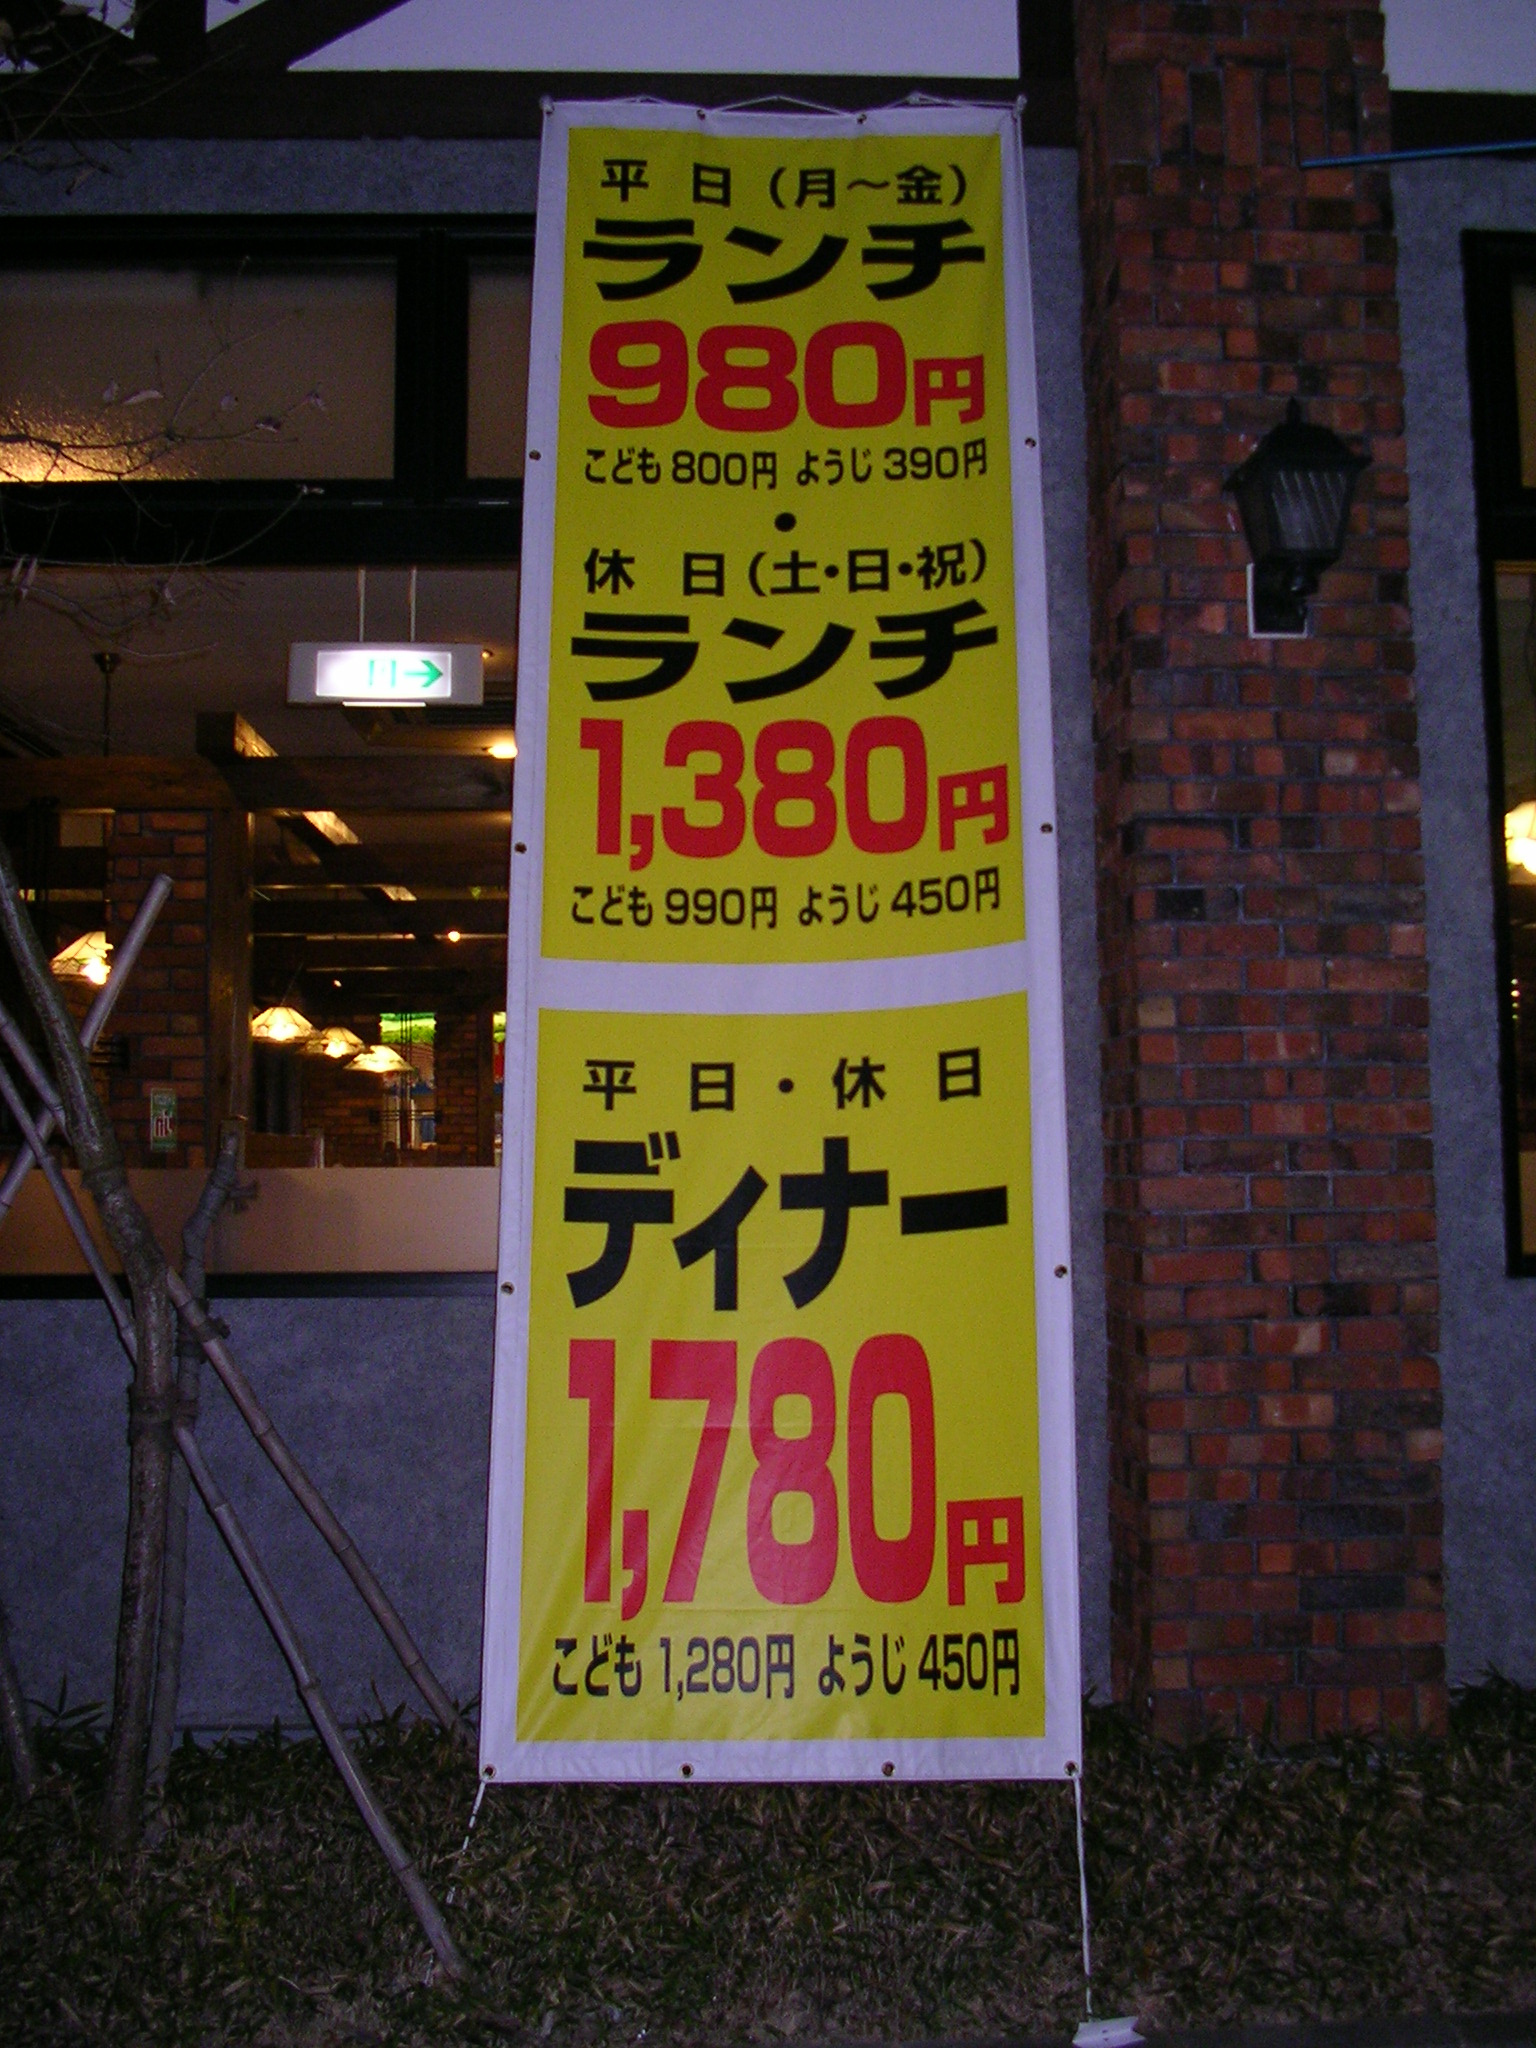 平日(月～金)
ランチ
980円
こども 800円 ようじ 390円
・
休日(土・日・祝)
ランチ
1,380円
こども 990円 ようじ 450円
平日・休日
ディナー
1,780円
こども 1,280円 ようじ 450円